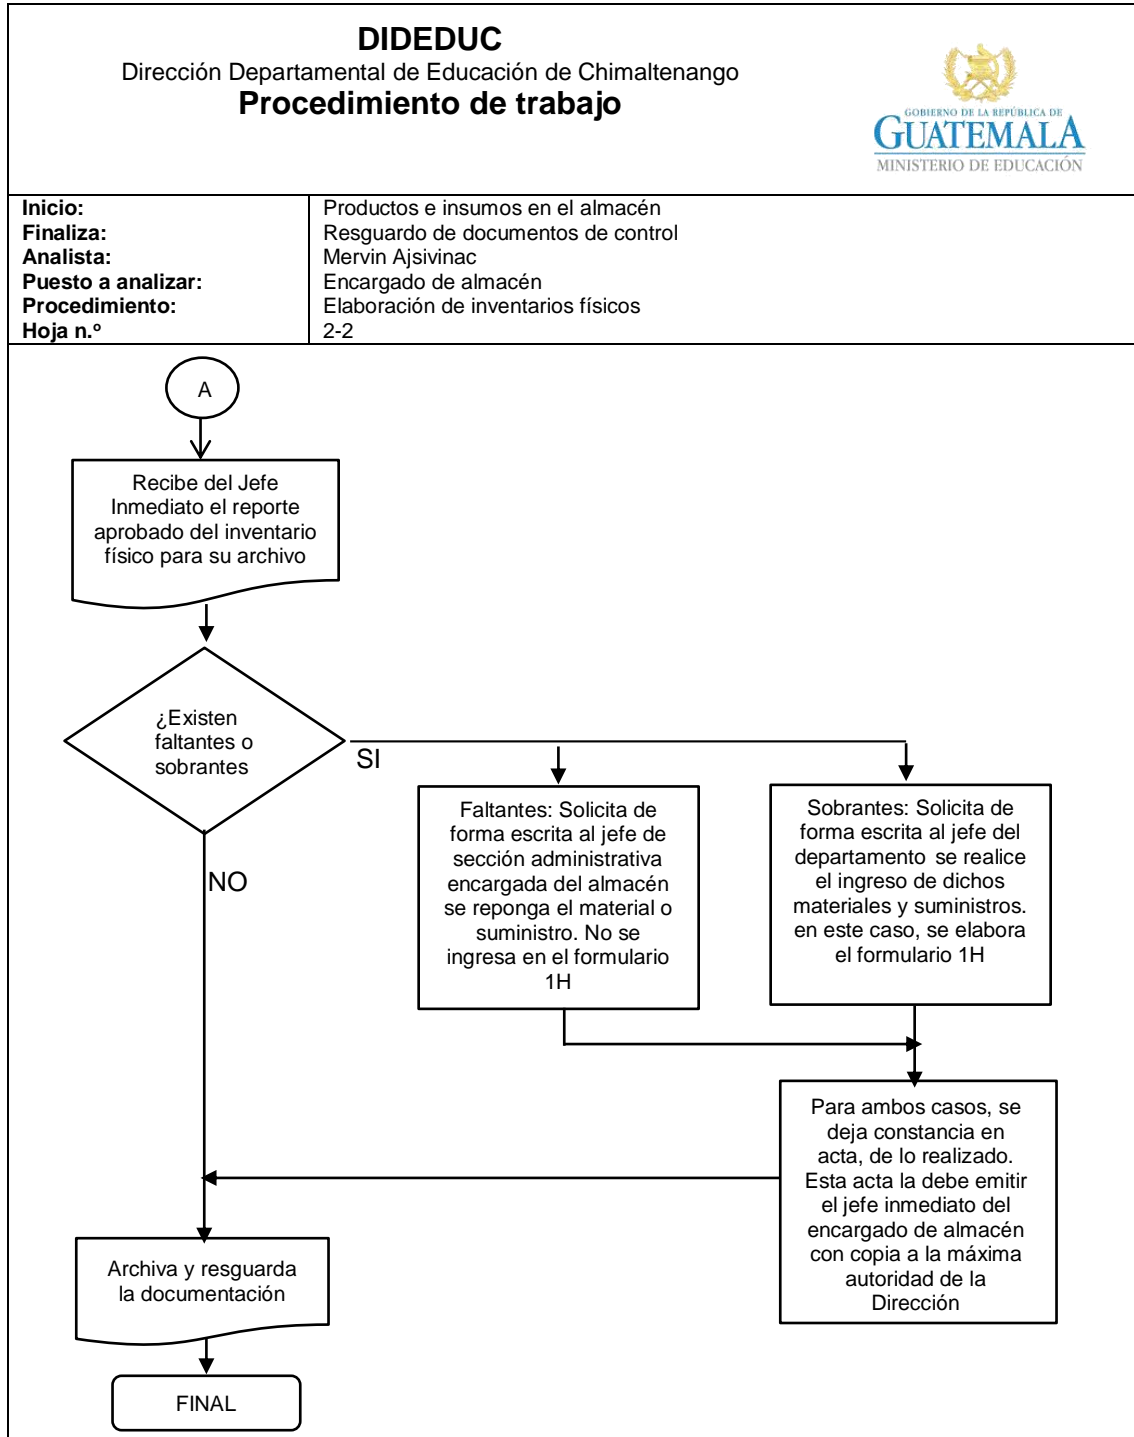 DIDEDUC
Dirección Departamental de Educación de Chimaltenango
Procedimiento de trabajo
GOBIERNO DE LA REPÚBLICA DE
GUATEMALA
MINISTERIO DE EDUCACIÓN
Inicio: Productos e insumos en el almacén
Finaliza: Resguardo de documentos de control
Analista: Mervin Ajsivinac
Puesto a analizar: Encargado de almacén
Procedimiento: Elaboración de inventarios físicos
Hoja n.º 2-2
A
Recibe del Jefe
Inmediato el reporte
aprobado del inventario
físico para su archivo
¿Existen
faltantes o
sobrantes
SI
NO
Faltantes: Solicita de
forma escrita al jefe de
sección administrativa
encargada del almacén
se reponga el material o
suministro. No se
ingresa en el formulario
1H
Sobrantes: Solicita de
forma escrita al jefe del
departamento se realice
el ingreso de dichos
materiales y suministros.
en este caso, se elabora
el formulario 1H
Para ambos casos, se
deja constancia en
acta, de lo realizado.
Esta acta la debe emitir
el jefe inmediato del
encargado de almacén
con copia a la máxima
autoridad de la
Dirección
Archiva y resguarda
la documentación
FINAL